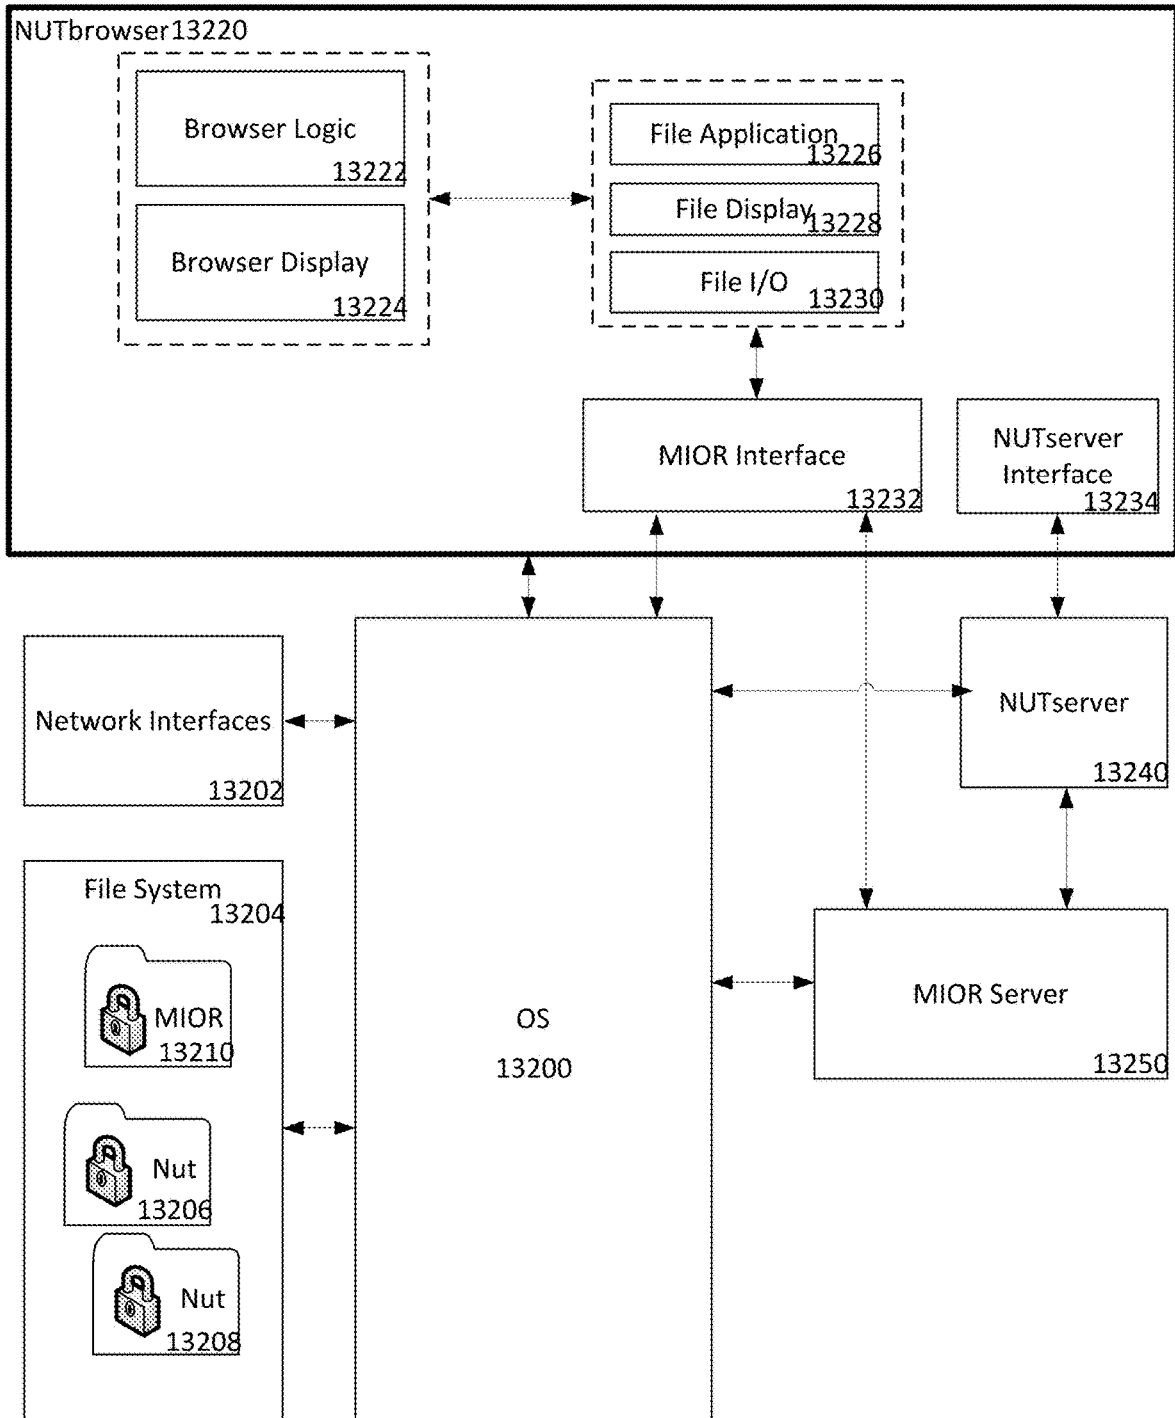 NUTbrowser13220
Browser Logic
13222
Browser Display
13224
File Application
13226
File Display
13228
File I/O
13230
MIOR Interface
13232
NUTserver
Interface
13234
Network Interfaces
13202
NUTserver
13240
File System
13204
MIOR
13210
Nut
13206
Nut
13208
OS
13200
MIOR Server
13250